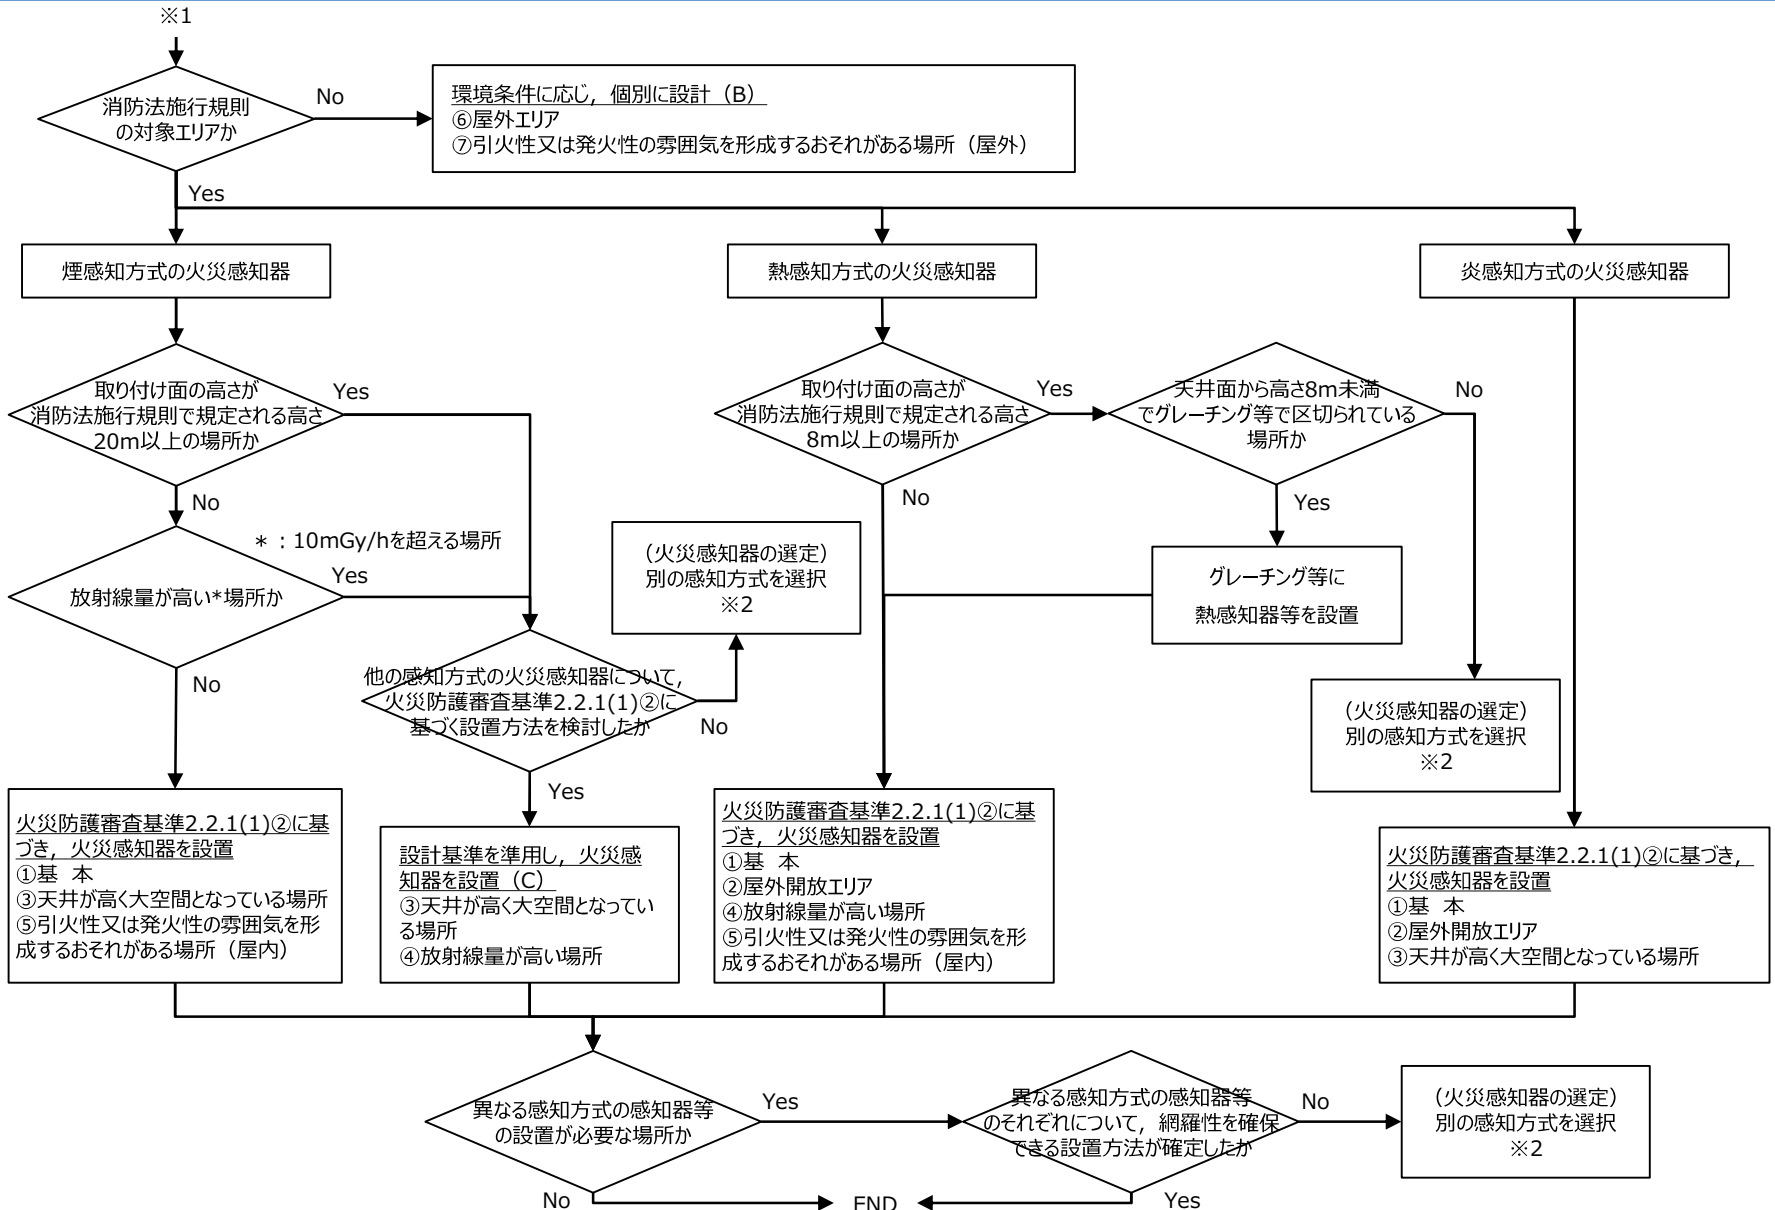 ※1
消防法施行規則
の対象エリアか
No
環境条件に応じ，個別に設計（B）
⑥屋外エリア
⑦引火性又は発火性の雰囲気を形成するおそれがある場所（屋外）
Yes
煙感知方式の火災感知器
熱感知方式の火災感知器
炎感知方式の火災感知器
取り付け面の高さが
消防法施行規則で規定される高さ
20m以上の場所か
Yes
No
取り付け面の高さが
消防法施行規則で規定される高さ
8m以上の場所か
Yes
No
天井面から高さ8m未満
でグレーチング等で区切られている
場所か
No
Yes
＊：10mGy/hを超える場所
放射線量が高い*場所か
Yes
No
（火災感知器の選定）
別の感知方式を選択
※2
グレーチング等に
熱感知器等を設置
他の感知方式の火災感知器について，
火災防護審査基準2.2.1(1)②に
基づく設置方法を検討したか
No
Yes
（火災感知器の選定）
別の感知方式を選択
※2
火災防護審査基準2.2.1(1)②に基
づき，火災感知器を設置
①基　本
③天井が高く大空間となっている場所
⑤引火性又は発火性の雰囲気を形
成するおそれがある場所（屋内）
設計基準を準用し，火災感
知器を設置（C）
③天井が高く大空間となってい
る場所
④放射線量が高い場所
火災防護審査基準2.2.1(1)②に基
づき，火災感知器を設置
①基　本
②屋外開放エリア
④放射線量が高い場所
⑤引火性又は発火性の雰囲気を形
成するおそれがある場所（屋内）
火災防護審査基準2.2.1(1)②に基づき，
火災感知器を設置
①基　本
②屋外開放エリア
③天井が高く大空間となっている場所
異なる感知方式の感知器等
の設置が必要な場所か
Yes
No
異なる感知方式の感知器等
のそれぞれについて，網羅性を確保
できる設置方法が確定したか
No
Yes
（火災感知器の選定）
別の感知方式を選択
※2
END